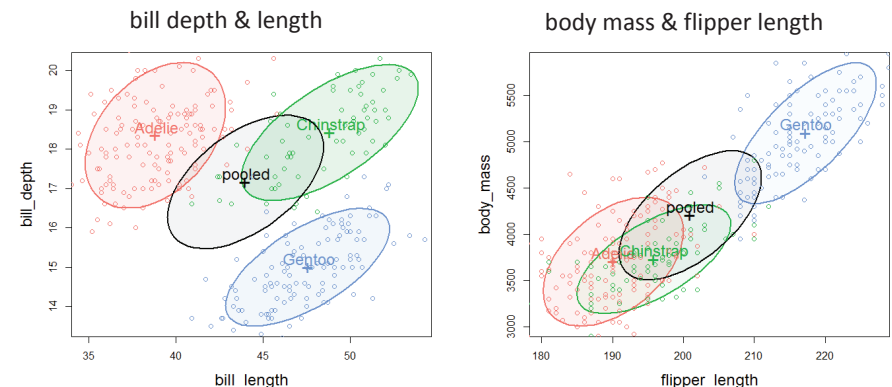 bill depth & length
body mass & flipper length
20
19
18
17
16
15
14
bill_depth
Adelie
Chinstrap
pooled
Gentoo
35
40
45
50
bill_length
5500
5000
4500
4000
3500
3000
body_mass
Gentoo
pooled
Adelie
Chinstrap
180
190
200
210
220
flipper_length